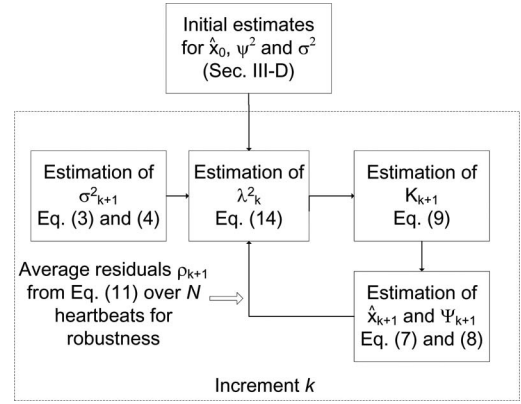 Initial estimates
for x̂₀, ψ² and σ²
(Sec. III-D)
Estimation of
σ²ₖ₊₁
Eq. (3) and (4)
Estimation of
λ²ₖ
Eq. (14)
Estimation of
Kₖ₊₁
Eq. (9)
Average residuals ρₖ₊₁
from Eq. (11) over N
heartbeats for
robustness
Estimation of
x̂ₖ₊₁ and Ψₖ₊₁
Eq. (7) and (8)
Increment k